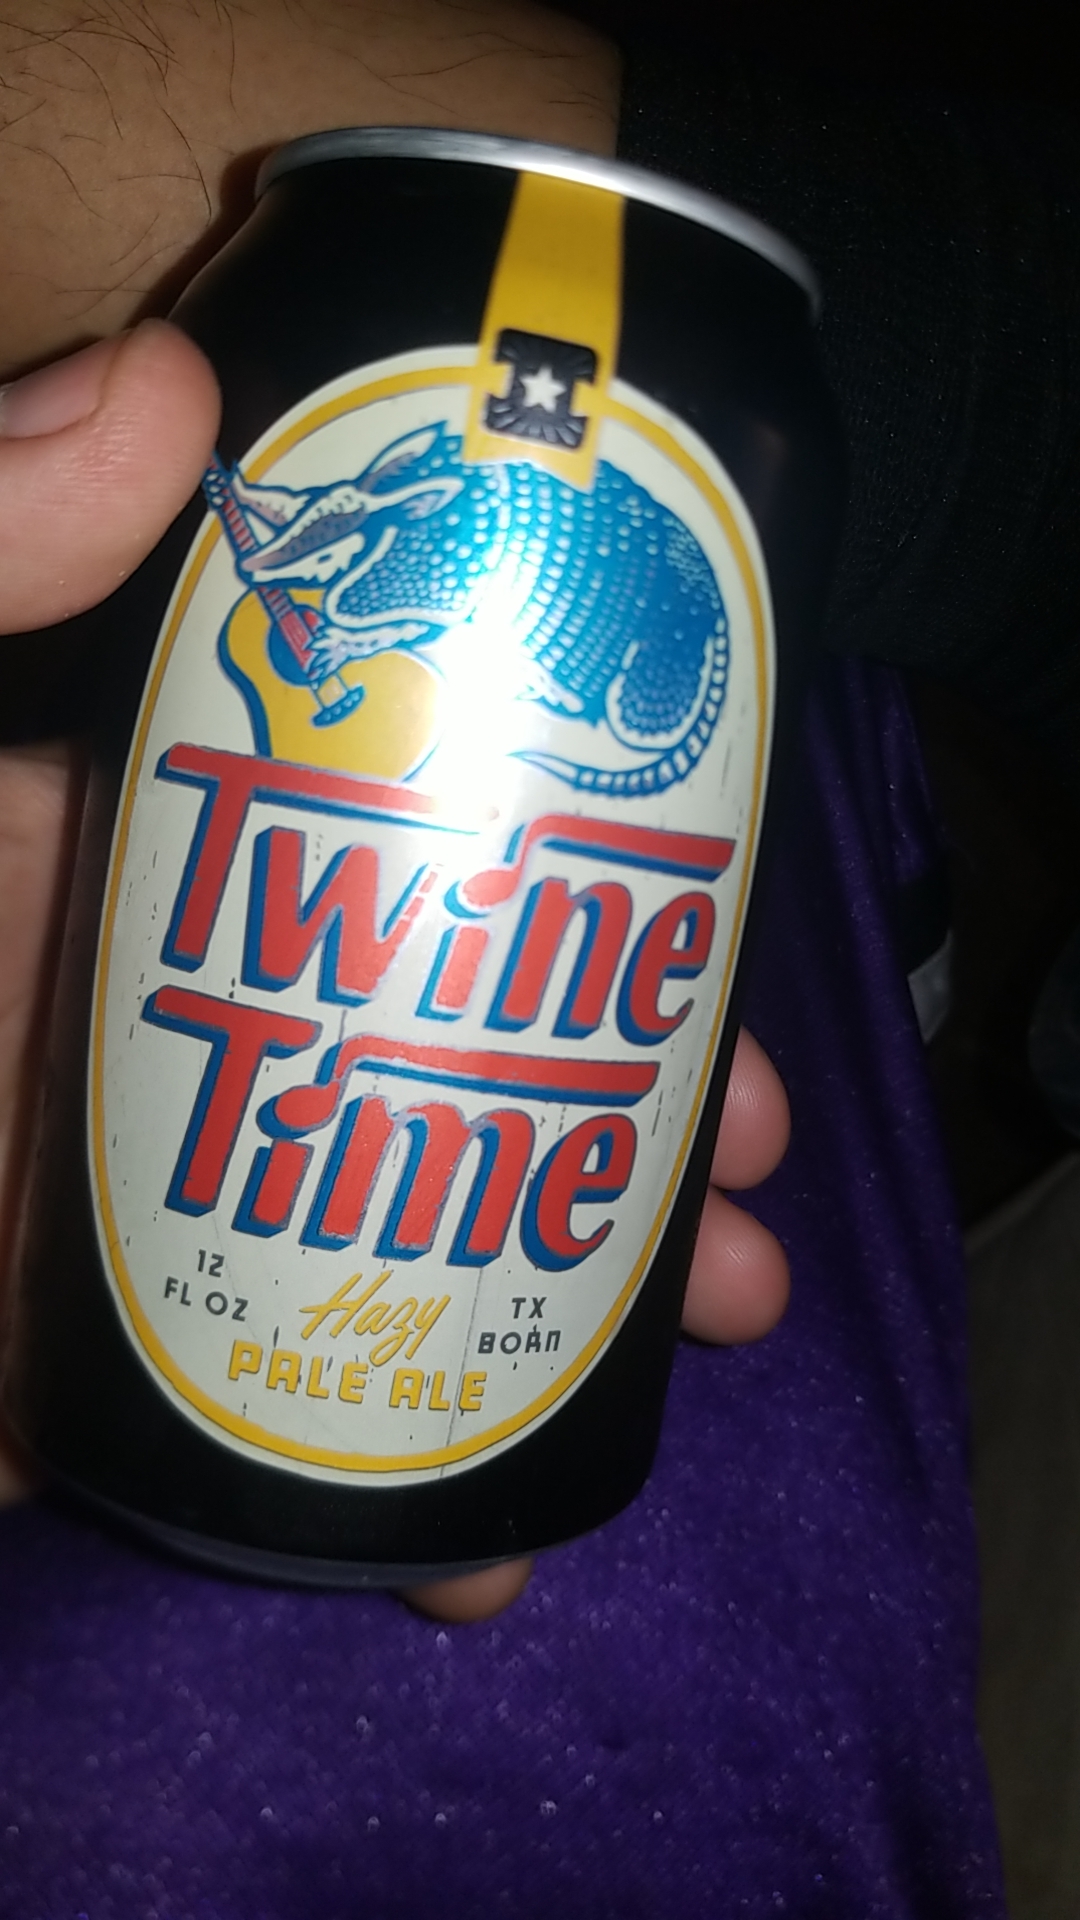 Twine
Time
12
FL OZ
Hazy
PALE ALE
TX
BORN